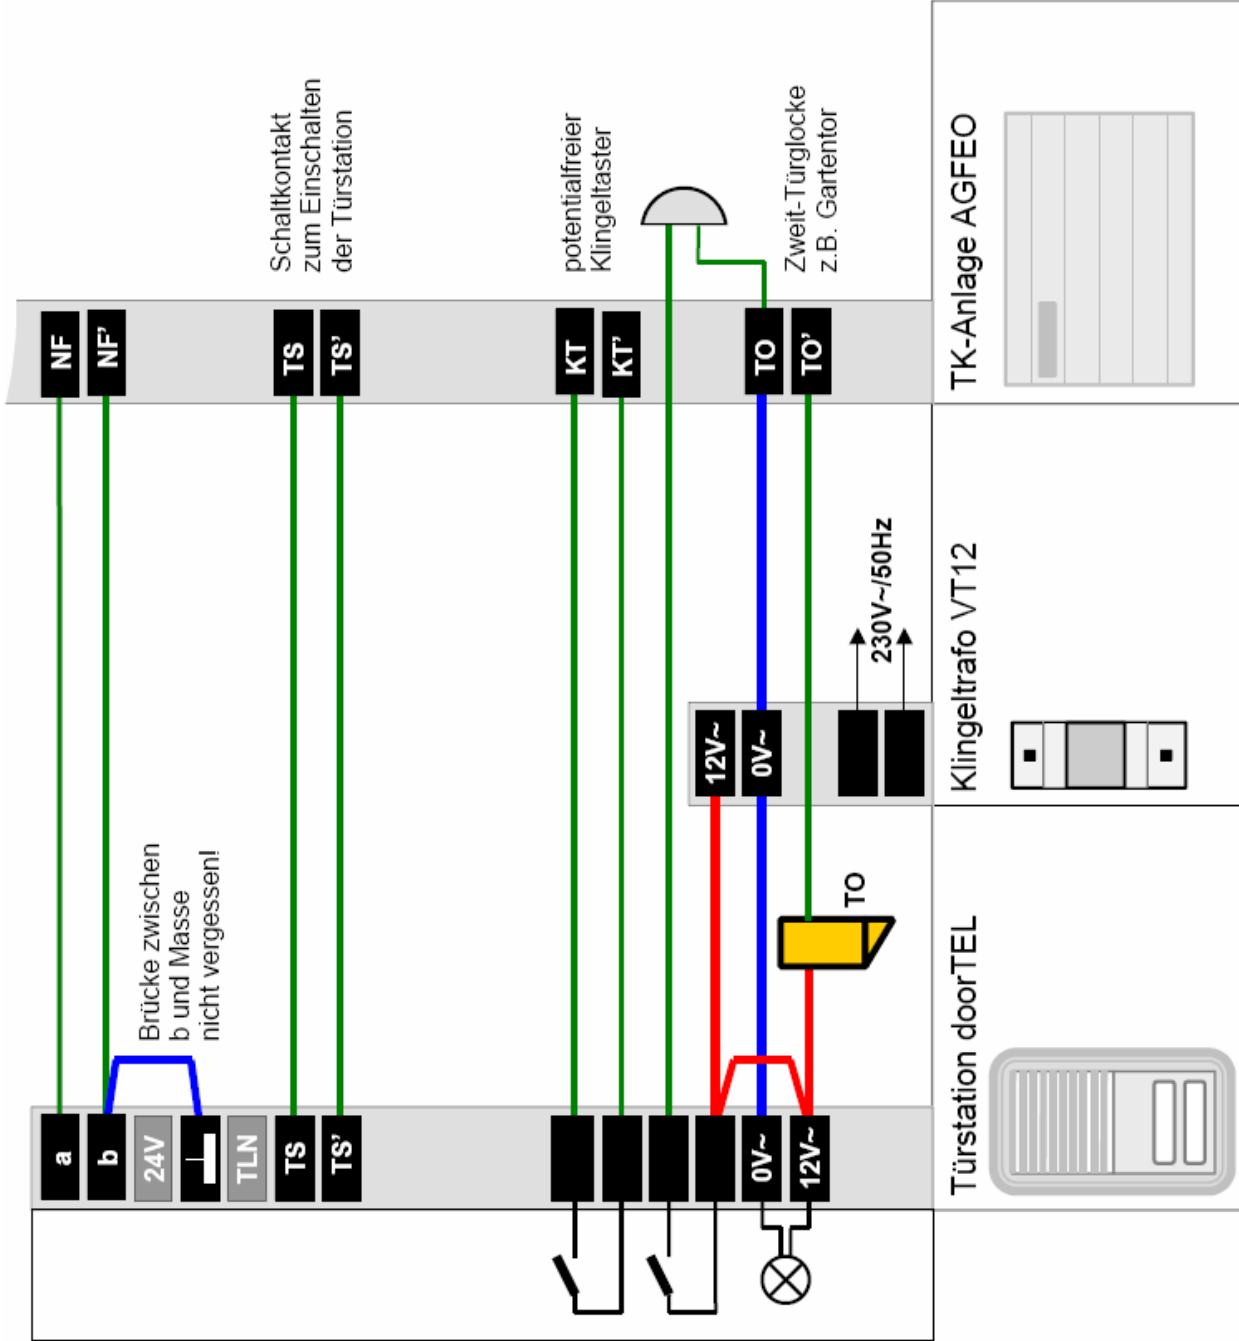 NF
NF'
TS
TS'
KT
KT'
TO
TO'
Schaltkontakt
zum Einschalten
der Türstation
potentialfreier
Klingeltaster
Zweit-Türglocke
z.B. Gartentor
TK-Anlage AGFEO
12V~
0V~
230V~/50Hz
Klingeltrafo VT12
Brücke zwischen
b und Masse
nicht vergessen!
TO
a
b
24V
TLN
TS
TS'
0V~
12V~
Türstation doorTEL